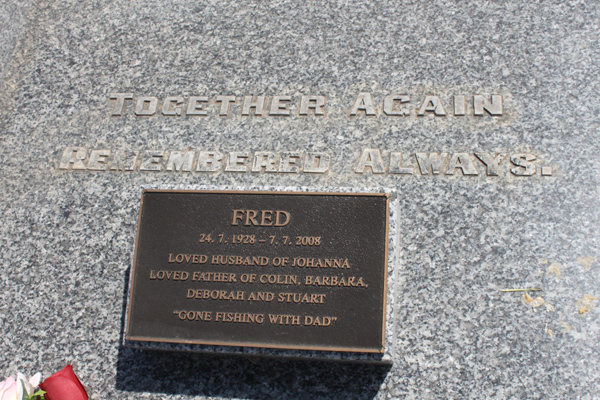 TOGETHER AGAIN
REMEMBERED ALWAYS.
FRED
24. 7. 1928 – 7. 7. 2008
LOVED HUSBAND OF JOHANNA
LOVED FATHER OF COLIN, BARBARA,
DEBORAH AND STUART
"GONE FISHING WITH DAD"